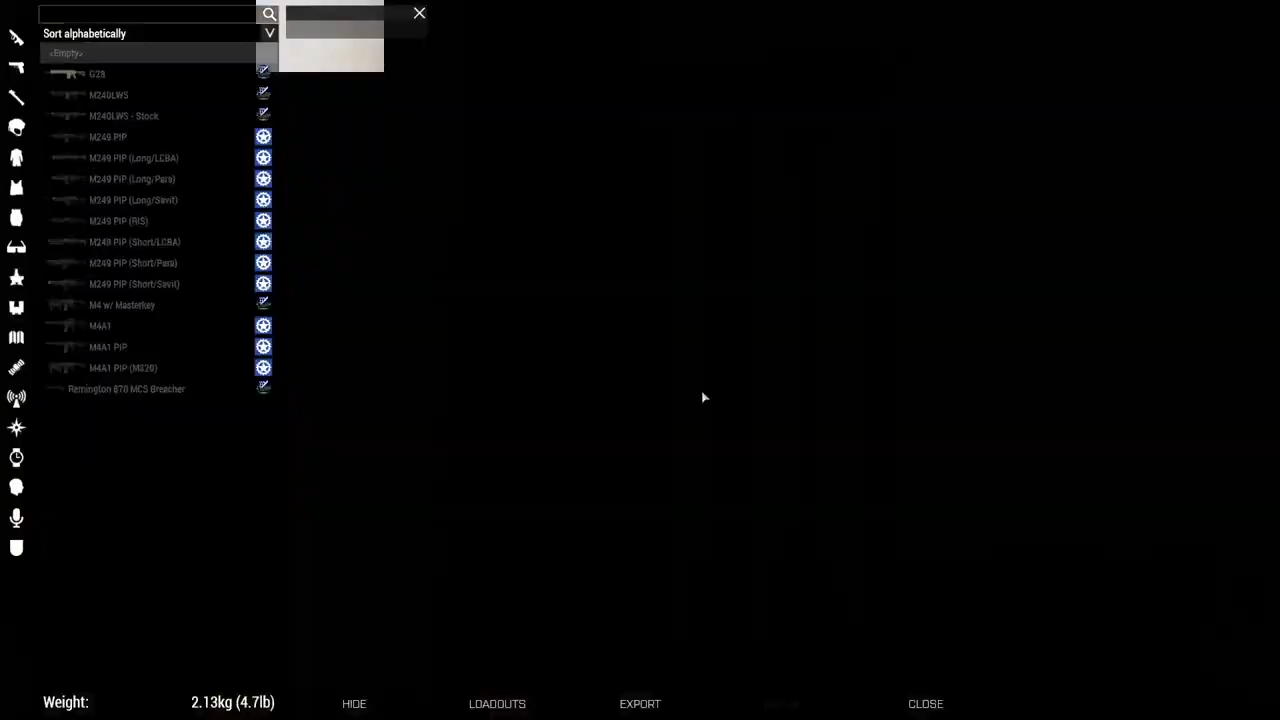 Sort alphabetically
<Empty>
G28
M240LWS
M240LWS - Stock
M249 PIP
M249 PIP (Long/LCBA)
M249 PIP (Long/Para)
M249 PIP (Long/Savit)
M249 PIP (RIS)
M249 PIP (Short/LCBA)
M249 PIP (Short/Para)
M249 PIP (Short/Savit)
M4 w/ Masterkey
M4A1
M4A1 PIP
M4A1 PIP (M320)
Remington 870 MCS Breacher
Weight: 2.13kg (4.7lb)
HIDE
LOADOUTS
EXPORT
CLOSE